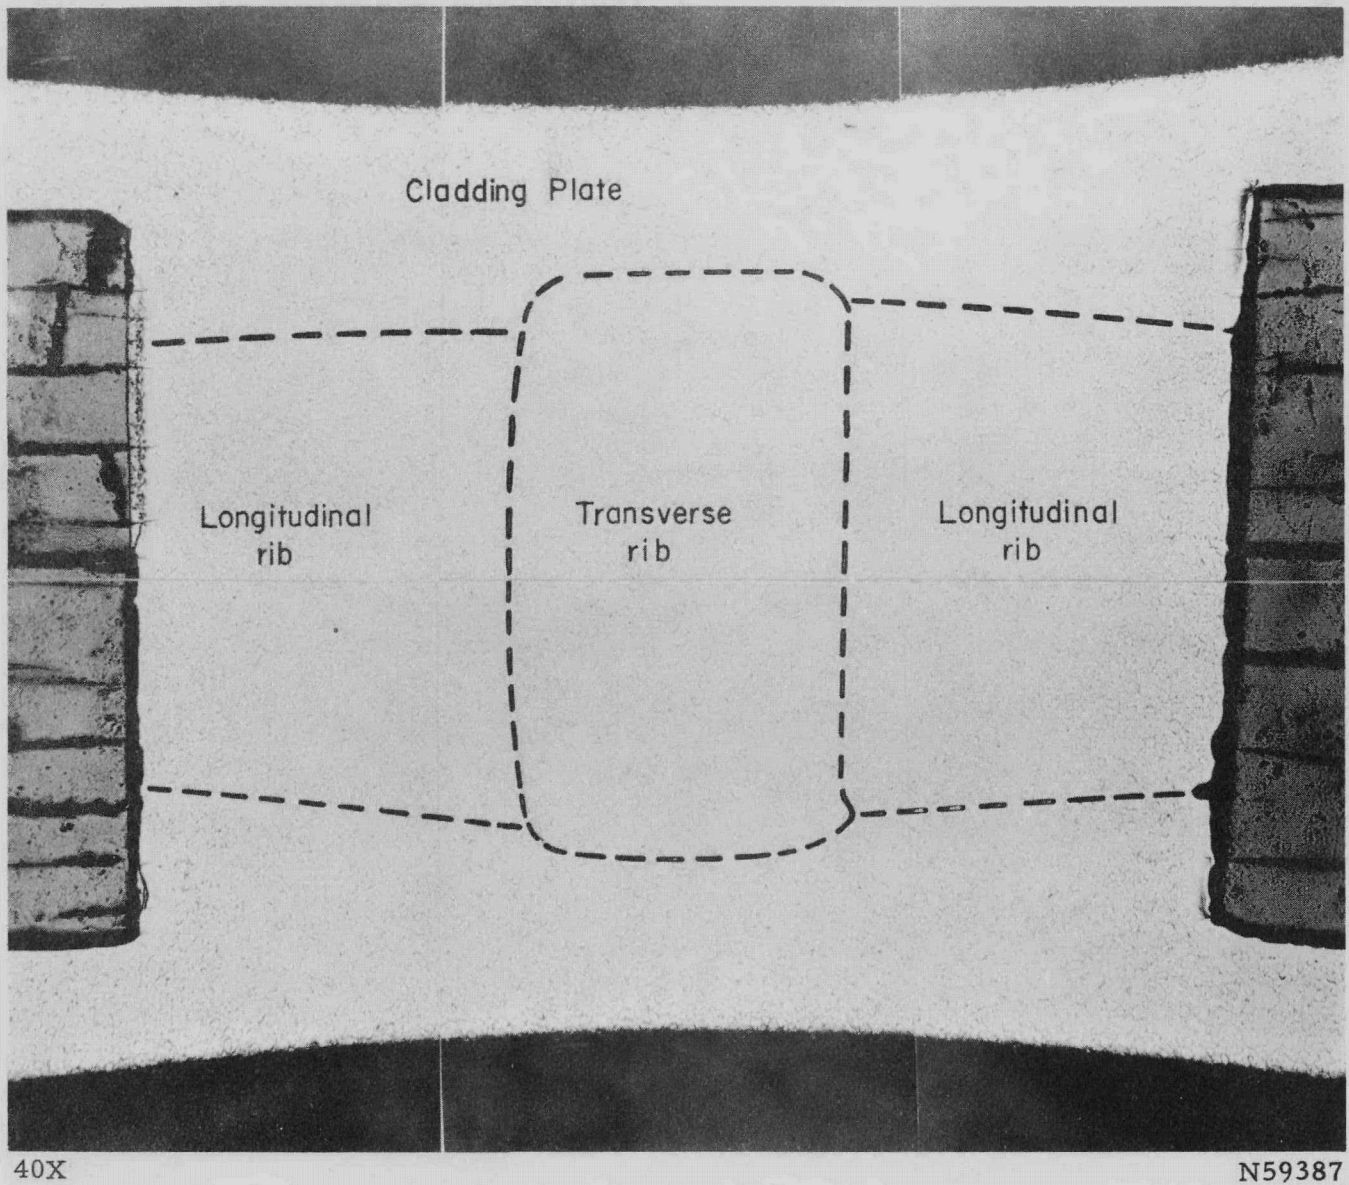 Cladding Plate
Longitudinal
rib
Transverse
rib
Longitudinal
rib
40X
N59387